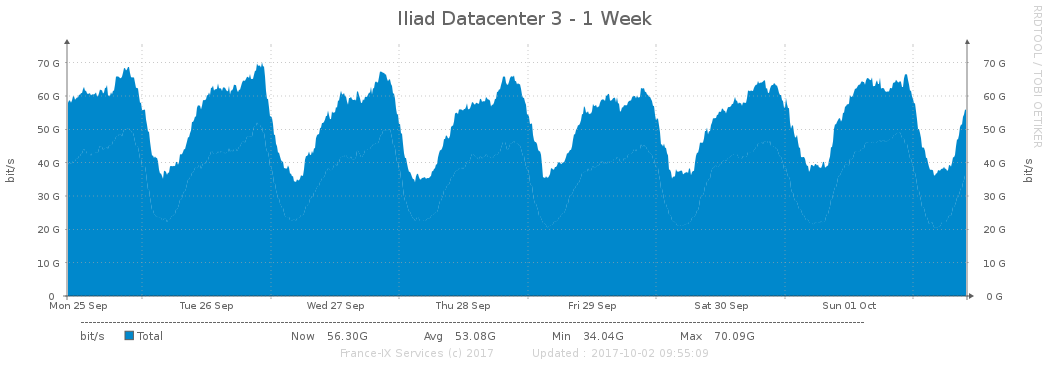 Iliad Datacenter 3 - 1 Week
RRDTOOL / TOBI OETIKER
70 G 70 G
60 G 60 G
50 G 50 G
40 G 40 G
30 G 30 G
20 G 20 G
10 G 10 G
0 0 G
bit/s bit/s
Mon 25 Sep Tue 26 Sep Wed 27 Sep Thu 28 Sep Fri 29 Sep Sat 30 Sep Sun 01 Oct
bit/s Total Now 56.30G Avg 53.08G Min 34.04G Max 70.09G
France-IX Services (c) 2017 Updated : 2017-10-02 09:55:09